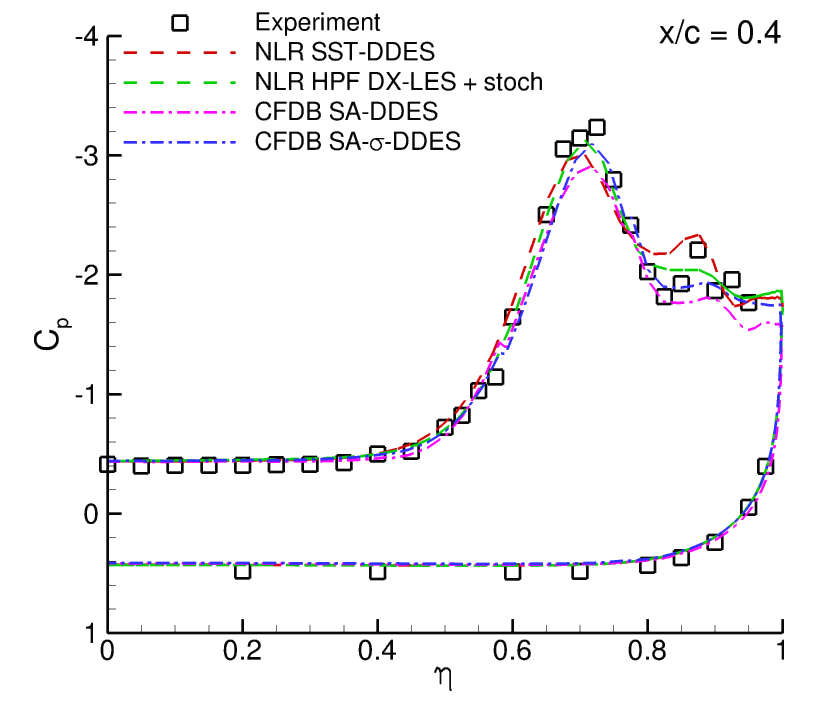 Experiment
NLR SST-DDES
NLR HPF DX-LES + stoch
CFDB SA-DDES
CFDB SA-σ-DDES
x/c = 0.4
-4
-3
-2
-1
0
1
Cp
0
0.2
0.4
0.6
0.8
1
η